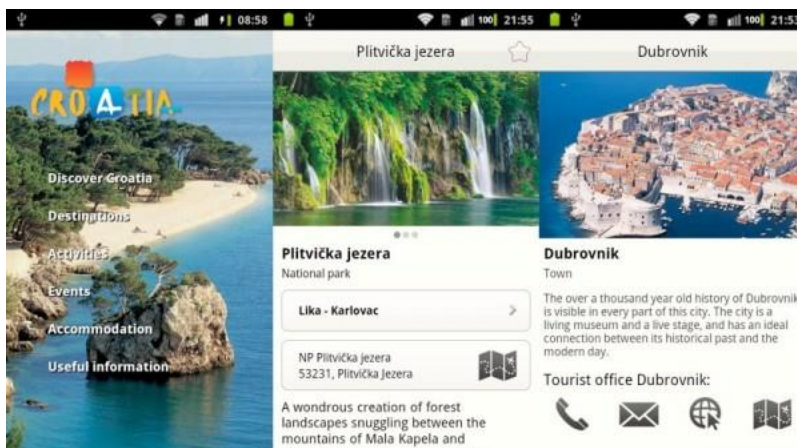 08:58
CROATIA
Discover Croatia
Destinations
Activities
Events
Accommodation
Useful information
100 21:55
Plitvička jezera
Plitvička jezera
National park
Lika - Karlovac
NP Plitvička jezera
53231, Plitvička Jezera
A wondrous creation of forest
landscapes snuggling between the
mountains of Mala Kapela and
100 21:53
Dubrovnik
Dubrovnik
Town
The over a thousand year old history of Dubrovnik
is visible in every part of this city. The city is a
living museum and a live stage, and has an ideal
connection between its historical past and the
modern day.
Tourist office Dubrovnik: